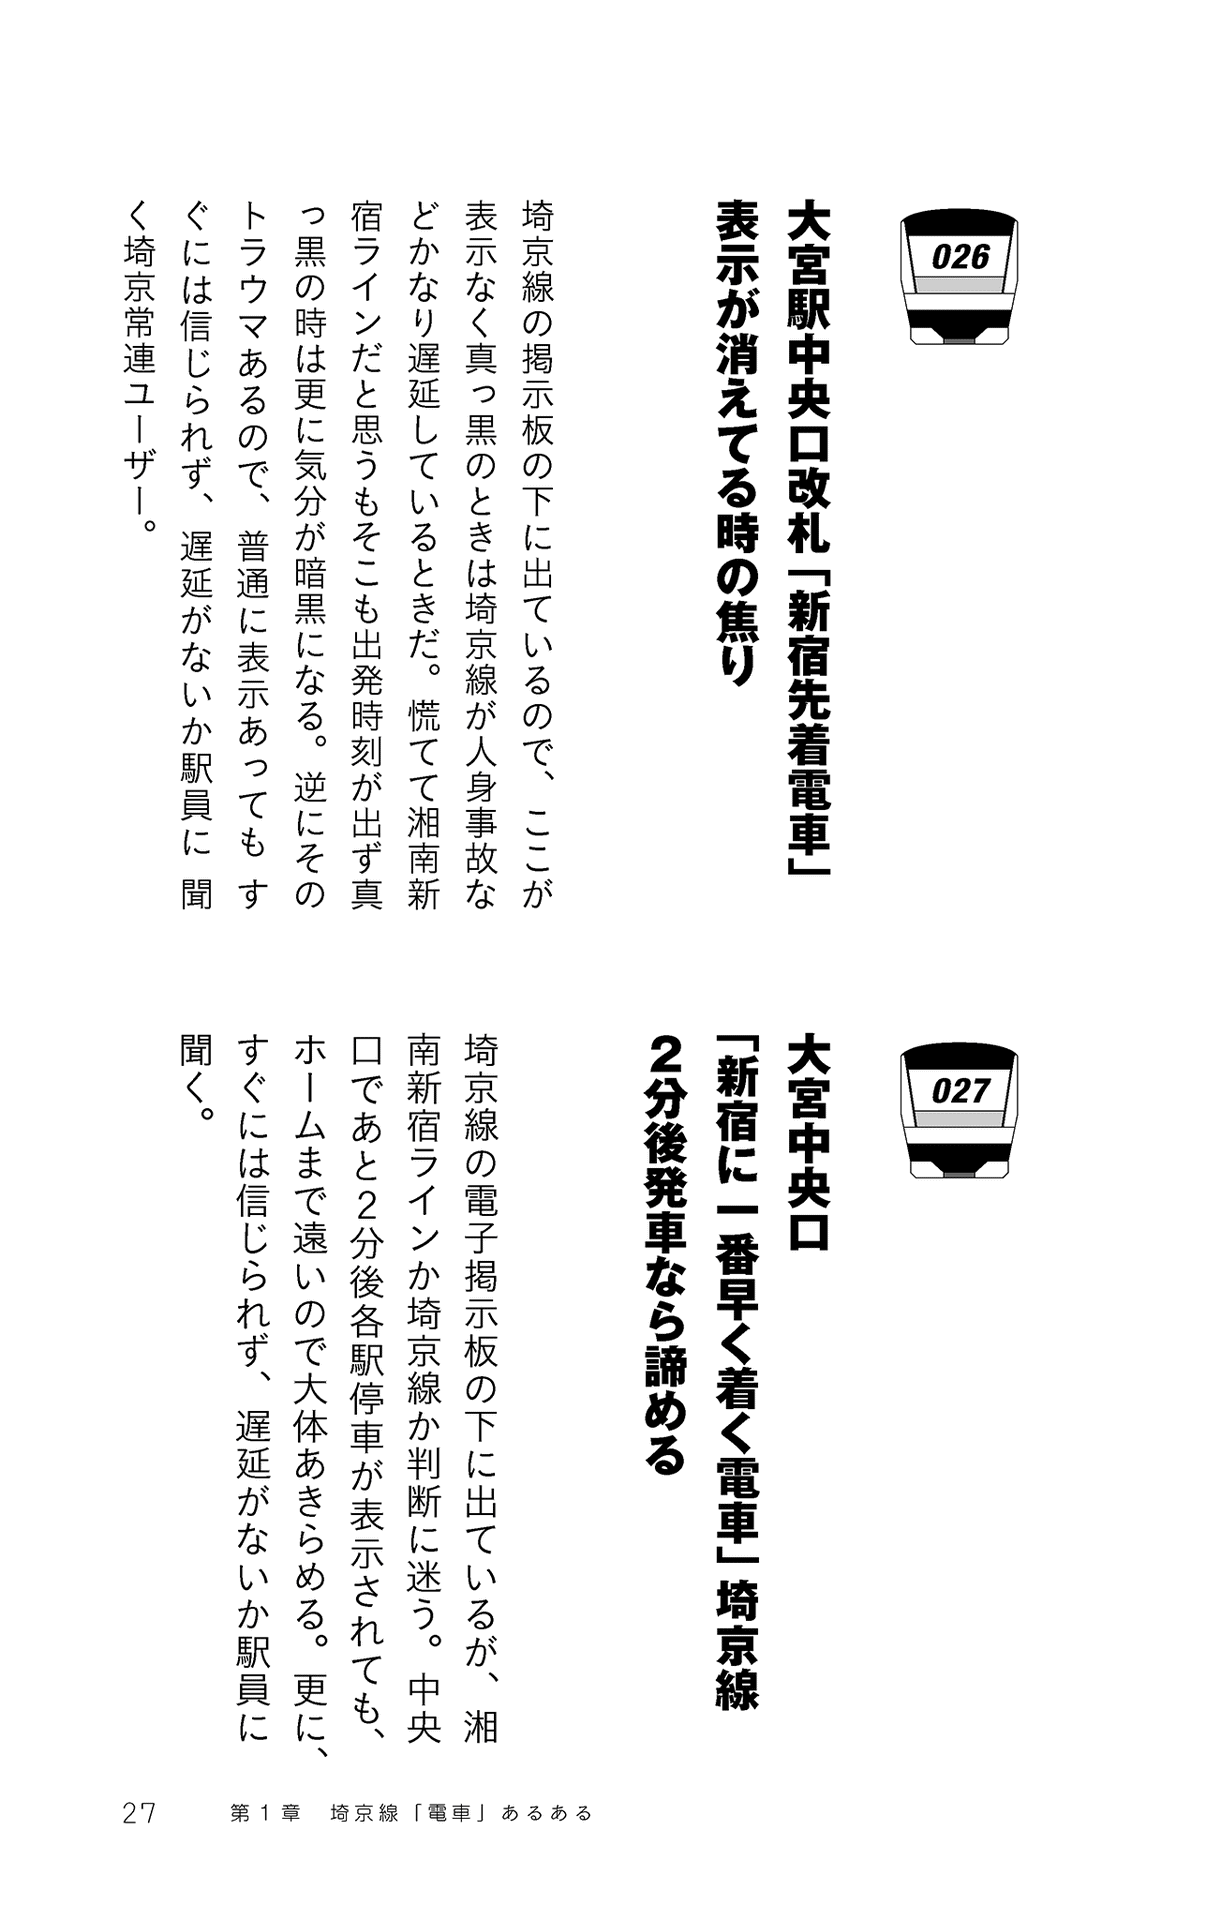 026
大宮駅中央口改札「新宿先着電車」
表示が消えてる時の焦り
埼京線の掲示板の下に出ているので、ここが
表示なく真っ黒のときは埼京線が人身事故な
どかなり遅延しているときだ。慌てて湘南新
宿ラインだと思うもそこも出発時刻が出ず真
っ黒の時は更に気分が暗黒になる。逆にその
トラウマあるので、普通に表示あっても す
ぐには信じられず、遅延がないか駅員に 聞
く埼京常連ユーザー。
027
大宮中央口
「新宿に一番早く着く電車」埼京線
2分後発車なら諦める
埼京線の電子掲示板の下に出ているが、湘
南新宿ラインか埼京線か判断に迷う。中央
口であと2分後各駅停車が表示されても、
ホームまで遠いので大体あきらめる。更に、
すぐには信じられず、遅延がないか駅員に
聞く。
27 第1章 埼京線「電車」あるある